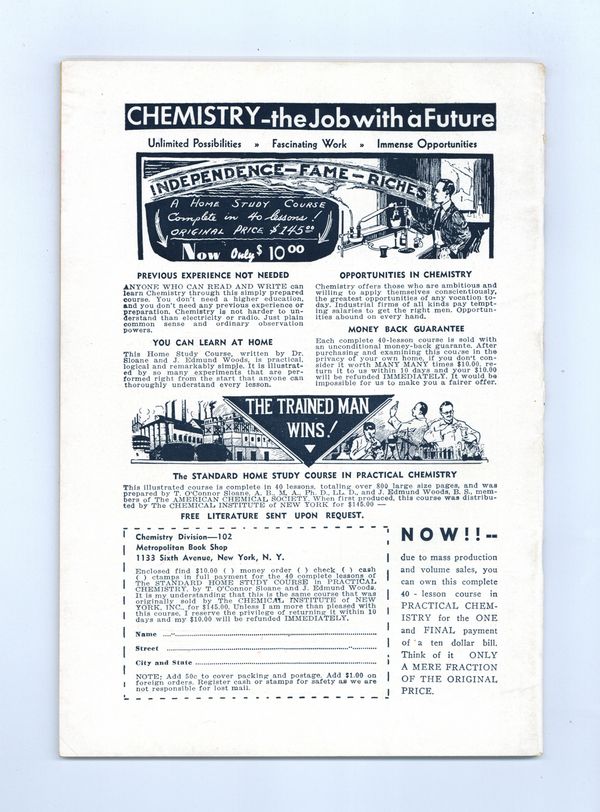 CHEMISTRY-the Job with a Future
Unlimited Possibilities » Fascinating Work » Immense Opportunities
INDEPENDENCE-FAME-RICHES
A HOME STUDY COURSE
Complete in 40 lessons!
ORIGINAL PRICE $145.00
Now Only $10.00
PREVIOUS EXPERIENCE NOT NEEDED
ANYONE WHO CAN READ AND WRITE can
learn Chemistry through this simply prepared
course. You don't need a higher education,
and you don't need any previous experience or
preparation. Chemistry is not harder to un-
derstand than electricity or radio. Just plain
common sense and ordinary observation
powers.
YOU CAN LEARN AT HOME
This Home Study Course, written by Dr.
Sloane and J. Edmund Woods, is practical,
logical and remarkably simple. It is illustrat-
ed by so many experiments that are per-
formed right from the start that anyone can
thoroughly understand every lesson.
OPPORTUNITIES IN CHEMISTRY
Chemistry offers those who are ambitious and
willing to apply themselves conscientiously,
the greatest opportunities of any vocation to-
day. Industrial firms of all kinds pay tempt-
ing salaries to get the right men. Opportun-
ities abound on every hand.
MONEY BACK GUARANTEE
Each complete 40-lesson course is sold with
an unconditional money-back guarantee. After
purchasing and examining this course in the
privacy of your own home, if you don't con-
sider it worth MANY MANY times $10.00, re-
turn it to us within 10 days and your $10.00
will be refunded IMMEDIATELY. It would be
impossible for us to make you a fairer offer.
THE TRAINED MAN
WINS!
The STANDARD HOME STUDY COURSE IN PRACTICAL CHEMISTRY
This illustrated course is complete in 40 lessons, totaling over 800 large size pages, and was
prepared by T. O'Connor Sloane, A. B., M. A., Ph. D., LL. D., and J. Edmund Woods, B. S., mem-
bers of The AMERICAN CHEMICAL SOCIETY. When first produced, this course was distribu-
ted by The CHEMICAL INSTITUTE of NEW YORK for $145.00 —
FREE LITERATURE SENT UPON REQUEST.
Chemistry Division—102
Metropolitan Book Shop
1133 Sixth Avenue, New York, N. Y.
Enclosed find $10.00 ( ) money order ( ) check ( ) cash
( ) stamps in full payment for the 40 complete lessons of
The STANDARD HOME STUDY COURSE in PRACTICAL
CHEMISTRY, by T. O'Connor Sloane and J. Edmund Woods.
It is my understanding that this is the same course that was
originally sold by The CHEMICAL INSTITUTE OF NEW
YORK, INC., for $145.00. Unless I am more than pleased with
this course, I reserve the privilege of returning it within 10
days and my $10.00 will be refunded IMMEDIATELY.
Name
Street
City and State
NOTE: Add 50c to cover packing and postage. Add $1.00 on
foreign orders. Register cash or stamps for safety as we are
not responsible for lost mail.
NOW!!--
due to mass production
and volume sales, you
can own this complete
40 - lesson course in
PRACTICAL CHEM-
ISTRY for the ONE
and FINAL payment
of a ten dollar bill.
Think of it ONLY
A MERE FRACTION
OF THE ORIGINAL
PRICE.